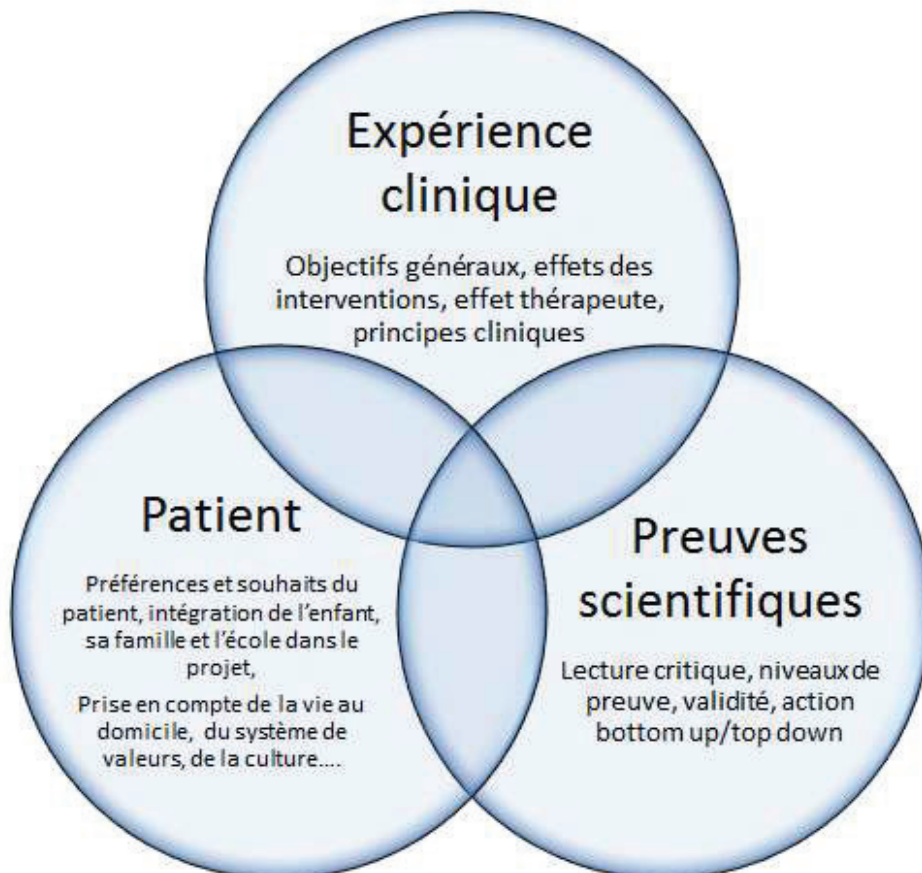 Expérience
clinique
Objectifs généraux, effets des
interventions, effet thérapeute,
principes cliniques
Patient
Préférences et souhaits du
patient, intégration de l'enfant,
sa famille et l'école dans le
projet,
Prise en compte de la vie au
domicile, du système de
valeurs, de la culture....
Preuves
scientifiques
Lecture critique, niveaux de
preuve, validité, action
bottom up/top down